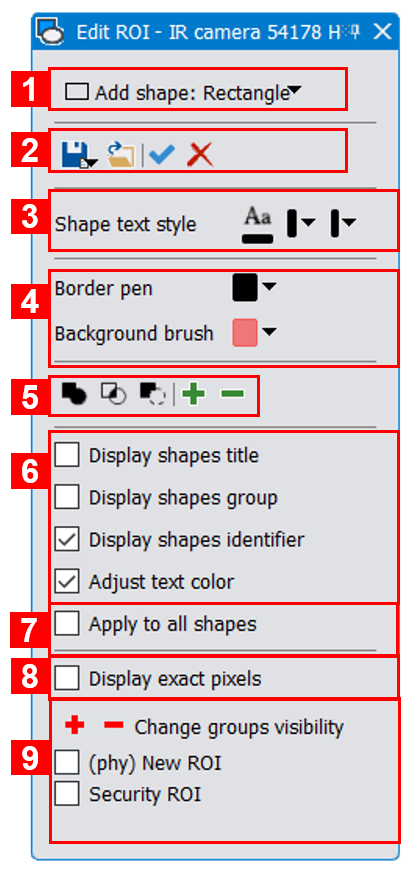 Edit ROI - IR camera 54178 H
1 Add shape: Rectangle
2
3 Shape text style Aa
4 Border pen
Background brush
5
6 Display shapes title
Display shapes group
Display shapes identifier
Adjust text color
7 Apply to all shapes
8 Display exact pixels
Change groups visibility
9 (phy) New ROI
Security ROI